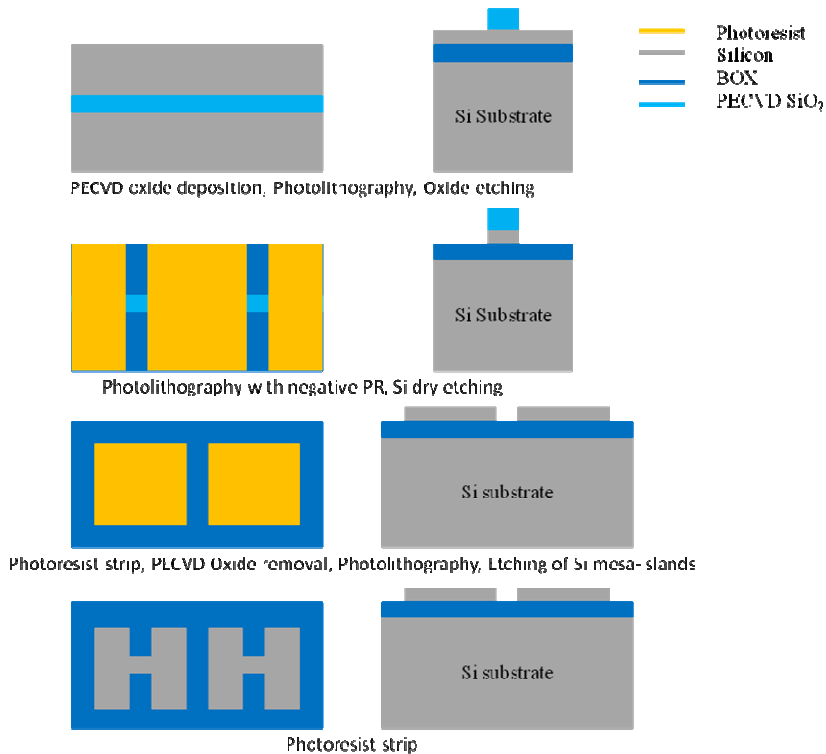 Photoresist
Silicon
BOX
PECVD SiO₂
Si Substrate
PECVD oxide deposition, Photolithography, Oxide etching
Si Substrate
Photolithography with negative PR, Si dry etching
Si substrate
Photoresist strip, PECVD Oxide removal, Photolithography, Etching of Si mesa-islands
Si substrate
Photoresist strip